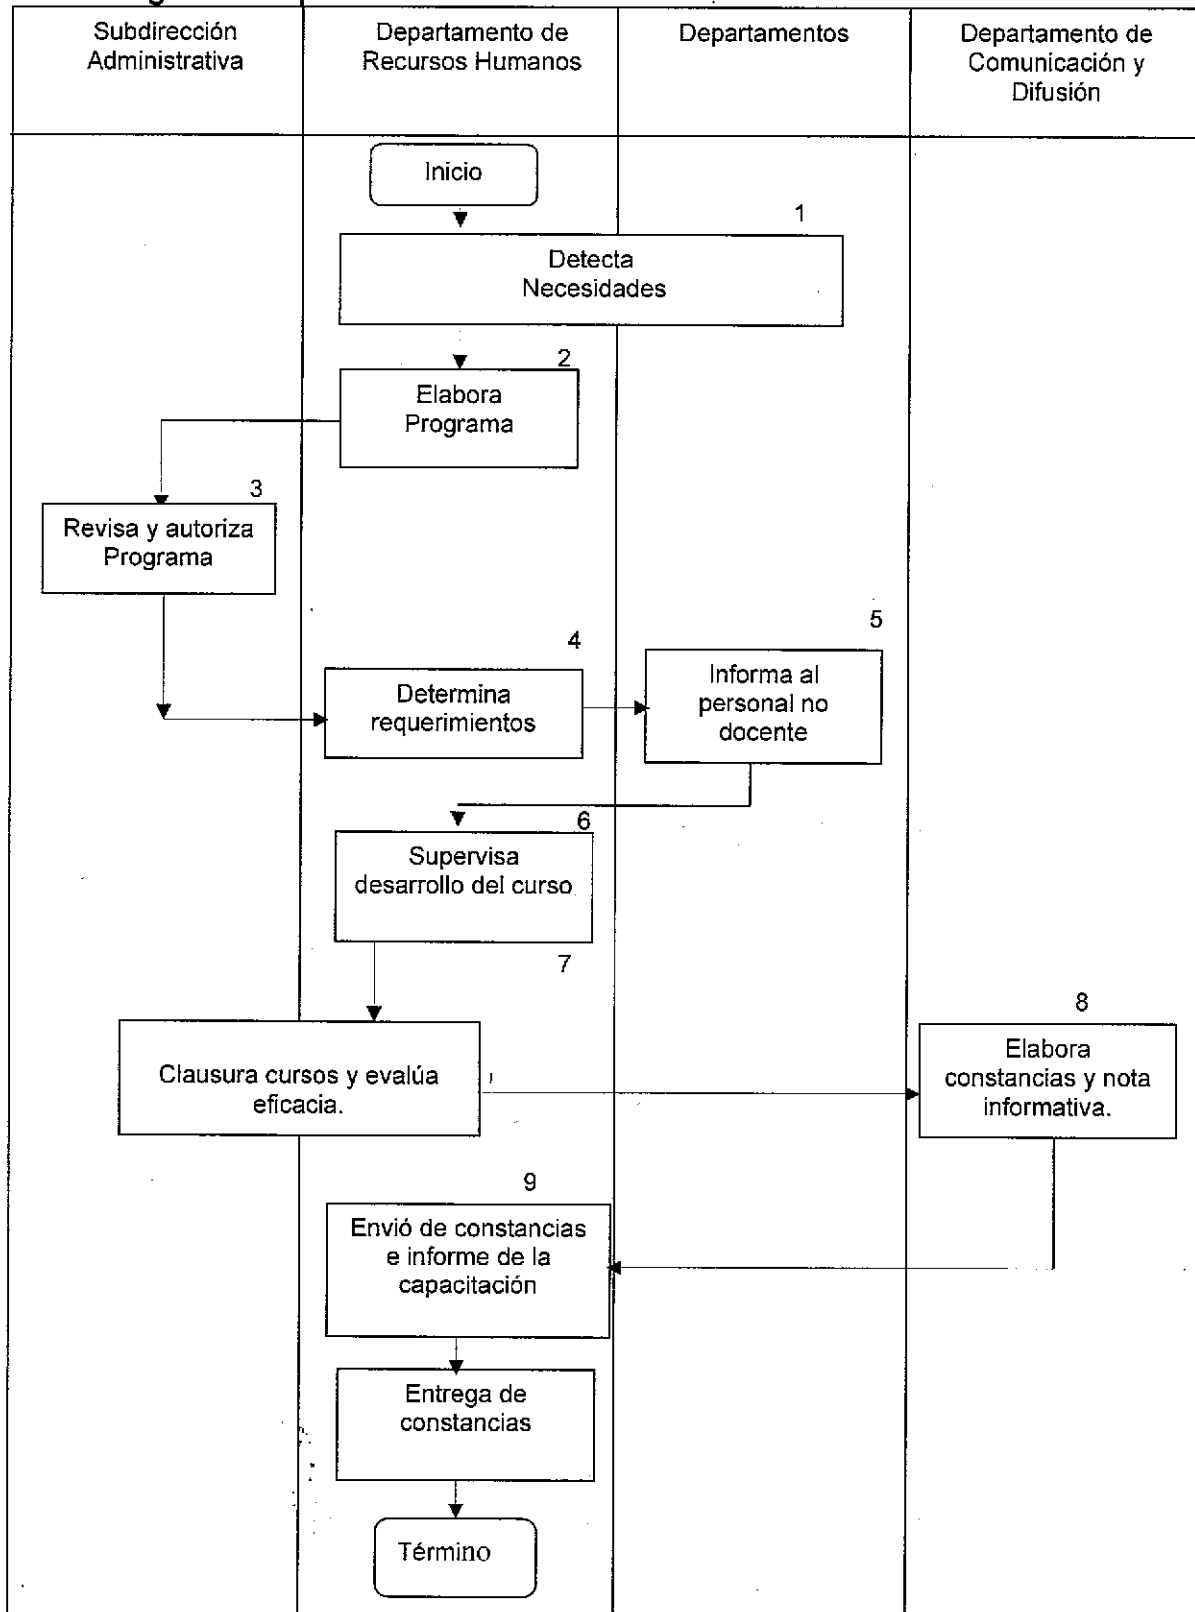 Subdirección
Administrativa
Departamento de
Recursos Humanos
Departamentos
Departamento de
Comunicación y
Difusión
Inicio
1
Detecta
Necesidades
2
Elabora
Programa
3
Revisa y autoriza
Programa
4
Determina
requerimientos
5
Informa al
personal no
docente
6
Supervisa
desarrollo del curso
7
Clausura cursos y evalúa
eficacia.
8
Elabora
constancias y nota
informativa.
9
Envió de constancias
e informe de la
capacitación
Entrega de
constancias
Término